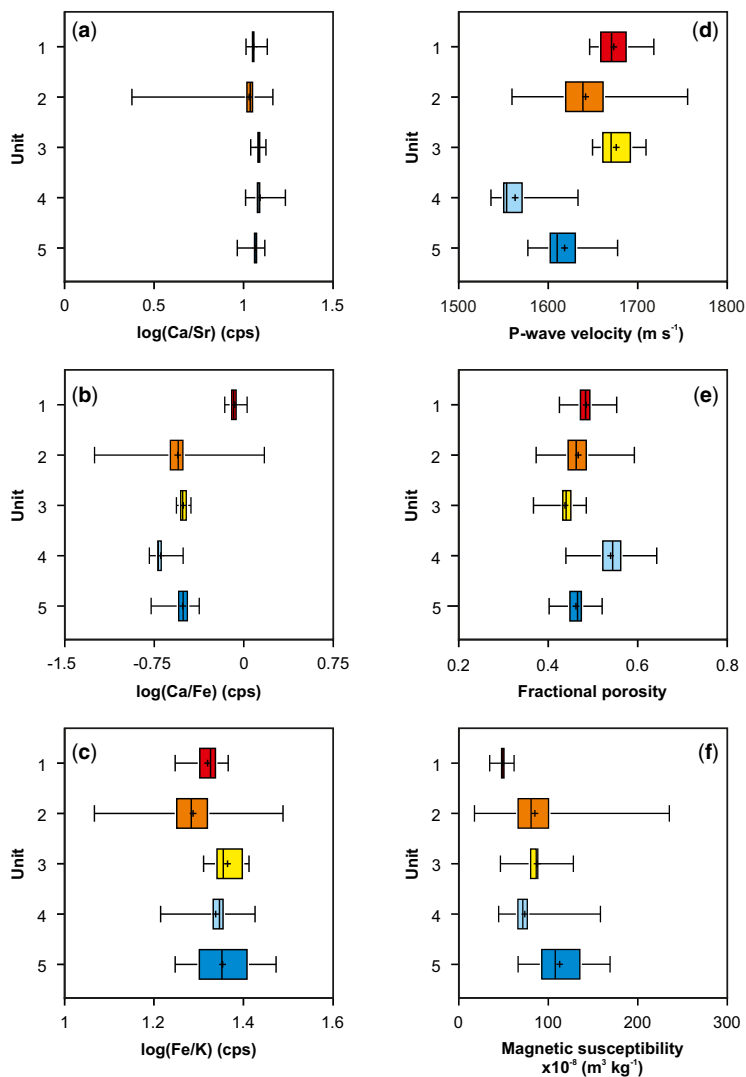 (a)
Unit
1
2
3
4
5
0 0.5 1 1.5
log(Ca/Sr) (cps)
(b)
Unit
1
2
3
4
5
-1.5 -0.75 0 0.75
log(Ca/Fe) (cps)
(c)
Unit
1
2
3
4
5
1 1.2 1.4 1.6
log(Fe/K) (cps)
(d)
Unit
1
2
3
4
5
1500 1600 1700 1800
P-wave velocity (m s⁻¹)
(e)
Unit
1
2
3
4
5
0.2 0.4 0.6 0.8
Fractional porosity
(f)
Unit
1
2
3
4
5
0 100 200 300
Magnetic susceptibility
x10⁻⁸ (m³ kg⁻¹)